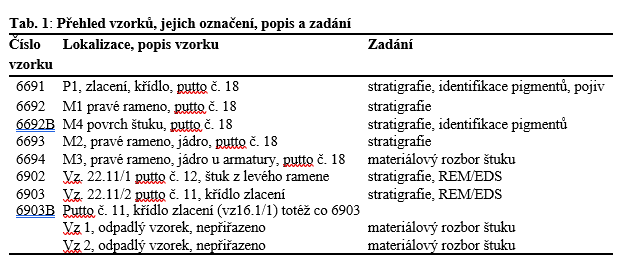 Tab. 1: Přehled vzorků, jejich označení, popis a zadání
Číslo vzorku Lokalizace, popis vzorku Zadání
6691 P1, zlacení, křídlo, putto č. 18 stratigrafie, identifikace pigmentů, pojiv
6692 M1 pravé rameno, putto č. 18 stratigrafie
6692B M4 povrch štuku, putto č. 18 stratigrafie, identifikace pigmentů
6693 M2, pravé rameno, jádro, putto č. 18 stratigrafie
6694 M3, pravé rameno, jádro u armatury, putto č. 18 materiálový rozbor štuku
6902 Vz. 22.11/1 putto č. 12, štuk z levého ramene stratigrafie, REM/EDS
6903 Vz. 22.11/2 putto č. 11, křídlo zlacení stratigrafie, REM/EDS
6903B Putto č. 11, křídlo zlacení (vz16.1/1) totéž co 6903
Vz 1, odpadlý vzorek, nepřiřazeno materiálový rozbor štuku
Vz 2, odpadlý vzorek, nepřiřazeno materiálový rozbor štuku